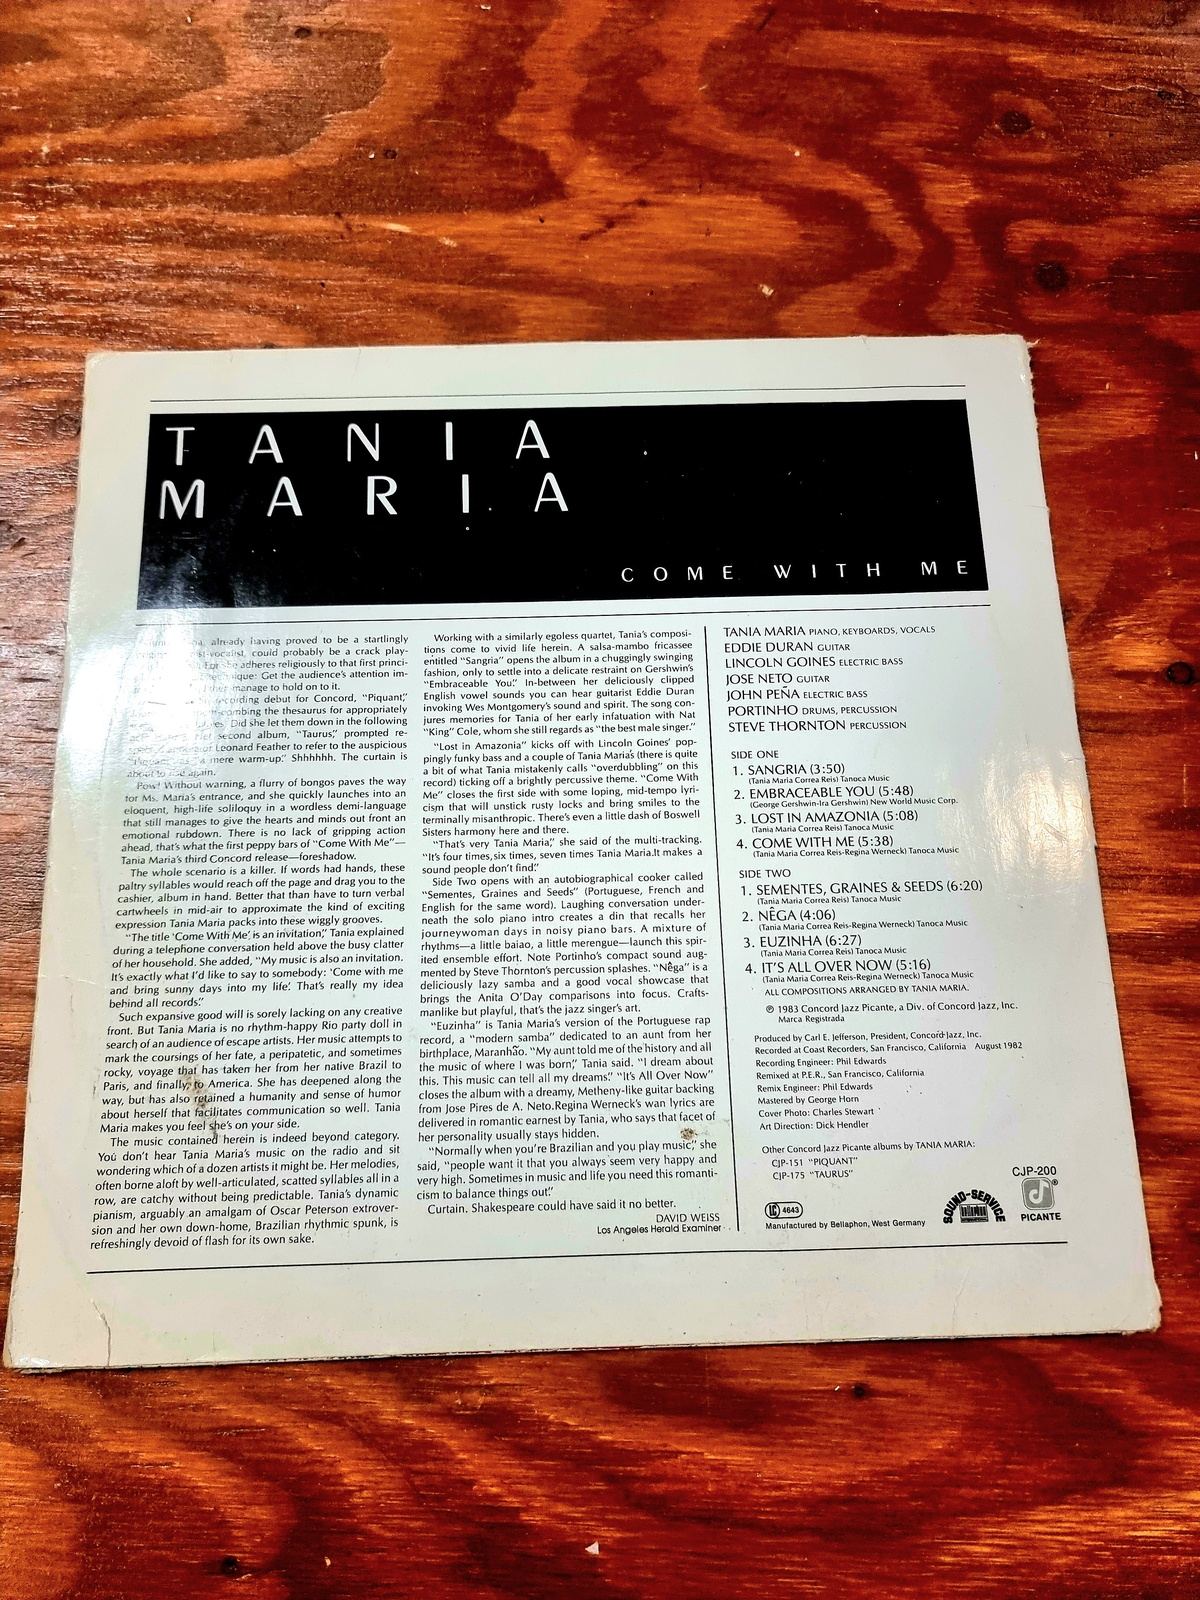 TANIA
MARIA
COME WITH ME
already having proved to be a startlingly
-vocalist, could probably be a crack play-
For she adheres religiously to that first princi-
Get the audience's attention im-
manage to hold on to it.
debut for Concord, "Piquant,"
-combing the thesaurus for appropriately
Did she let them down in the following
second album, "Taurus," prompted re-
Leonard Feather to refer to the auspicious
mere warm-up." Shhhhhh. The curtain is
about to again.
Pow! Without warning, a flurry of bongos paves the way
for Ms. Maria's entrance, and she quickly launches into an
eloquent, high-life soliloquy in a wordless demi-language
that still manages to give the hearts and minds out front an
emotional rubdown. There is no lack of gripping action
ahead, that's what the first peppy bars of "Come With Me"—
Tania Maria's third Concord release—foreshadow.
The whole scenario is a killer. If words had hands, these
paltry syllables would reach off the page and drag you to the
cashier, album in hand. Better that than have to turn verbal
cartwheels in mid-air to approximate the kind of exciting
expression Tania Maria packs into these wiggly grooves.
"The title 'Come With Me' is an invitation," Tania explained
during a telephone conversation held above the busy clatter
of her household. She added, "My music is also an invitation.
It's exactly what I'd like to say to somebody: 'Come with me
and bring sunny days into my life.' That's really my idea
behind all records."
Such expansive good will is sorely lacking on any creative
front. But Tania Maria is no rhythm-happy Rio party doll in
search of an audience of escape artists. Her music attempts to
mark the coursings of her fate, a peripatetic, and sometimes
rocky, voyage that has taken her from her native Brazil to
Paris, and finally, to America. She has deepened along the
way, but has also retained a humanity and sense of humor
about herself that facilitates communication so well. Tania
Maria makes you feel she's on your side.
The music contained herein is indeed beyond category.
You don't hear Tania Maria's music on the radio and sit
wondering which of a dozen artists it might be. Her melodies,
often borne aloft by well-articulated, scatted syllables all in a
row, are catchy without being predictable. Tania's dynamic
pianism, arguably an amalgam of Oscar Peterson extrover-
sion and her own down-home, Brazilian rhythmic spunk, is
refreshingly devoid of flash for its own sake.
Working with a similarly egoless quartet, Tania's composi-
tions come to vivid life herein. A salsa-mambo fricassee
entitled "Sangria" opens the album in a chuggingly swinging
fashion, only to settle into a delicate restraint on Gershwin's
"Embraceable You." In-between her deliciously clipped
English vowel sounds you can hear guitarist Eddie Duran
invoking Wes Montgomery's sound and spirit. The song con-
jures memories for Tania of her early infatuation with Nat
"King" Cole, whom she still regards as "the best male singer."
"Lost in Amazonia" kicks off with Lincoln Goines' pop-
pingly funky bass and a couple of Tania Maria's (there is quite
a bit of what Tania mistakenly calls "overdubbling" on this
record) ticking off a brightly percussive theme. "Come With
Me" closes the first side with some loping, mid-tempo lyri-
cism that will unstick rusty locks and bring smiles to the
terminally misanthropic. There's even a little dash of Boswell
Sisters harmony here and there.
"That's very Tania Maria," she said of the multi-tracking.
"It's four times, six times, seven times Tania Maria.It makes a
sound people don't find."
Side Two opens with an autobiographical cooker called
"Sementes, Graines and Seeds" (Portuguese, French and
English for the same word). Laughing conversation under-
neath the solo piano intro creates a din that recalls her
journeywoman days in noisy piano bars. A mixture of
rhythms—a little baiao, a little merengue—launch this spir-
ited ensemble effort. Note Portinho's compact sound aug-
mented by Steve Thornton's percussion splashes. "Nêga" is a
deliciously lazy samba and a good vocal showcase that
brings the Anita O'Day comparisons into focus. Crafts-
manlike but playful, that's the jazz singer's art.
"Euzinha" is Tania Maria's version of the Portuguese rap
record, a "modern samba" dedicated to an aunt from her
birthplace, Maranhão. "My aunt told me of the history and all
the music of where I was born," Tania said. "I dream about
this. This music can tell all my dreams." "It's All Over Now"
closes the album with a dreamy, Metheny-like guitar backing
from Jose Pires de A. Neto.Regina Werneck's wan lyrics are
delivered in romantic earnest by Tania, who says that facet of
her personality usually stays hidden.
"Normally when you're Brazilian and you play music," she
said, "people want it that you always seem very happy and
very high. Sometimes in music and life you need this romanti-
cism to balance things out."
Curtain. Shakespeare could have said it no better.
DAVID WEISS
Los Angeles Herald Examiner
TANIA MARIA PIANO, KEYBOARDS, VOCALS
EDDIE DURAN GUITAR
LINCOLN GOINES ELECTRIC BASS
JOSE NETO GUITAR
JOHN PEÑA ELECTRIC BASS
PORTINHO DRUMS, PERCUSSION
STEVE THORNTON PERCUSSION
SIDE ONE
1. SANGRIA (3:50)
(Tania Maria Correa Reis) Tanoca Music
2. EMBRACEABLE YOU (5:48)
(George Gershwin-Ira Gershwin) New World Music Corp.
3. LOST IN AMAZONIA (5:08)
(Tania Maria Correa Reis) Tanoca Music
4. COME WITH ME (5:38)
(Tania Maria Correa Reis-Regina Werneck) Tanoca Music
SIDE TWO
1. SEMENTES, GRAINES & SEEDS (6:20)
(Tania Maria Correa Reis) Tanoca Music
2. NÊGA (4:06)
(Tania Maria Correa Reis-Regina Werneck) Tanoca Music
3. EUZINHA (6:27)
(Tania Maria Correa Reis) Tanoca Music
4. IT'S ALL OVER NOW (5:16)
(Tania Maria Correa Reis-Regina Werneck) Tanoca Music
ALL COMPOSITIONS ARRANGED BY TANIA MARIA.
℗ 1983 Concord Jazz Picante, a Div. of Concord Jazz, Inc.
Marca Registrada
Produced by Carl E. Jefferson, President, Concord Jazz, Inc.
Recorded at Coast Recorders, San Francisco, California August 1982
Recording Engineer: Phil Edwards
Remixed at P.E.R., San Francisco, California
Remix Engineer: Phil Edwards
Mastered by George Horn
Cover Photo: Charles Stewart
Art Direction: Dick Hendler
Other Concord Jazz Picante albums by TANIA MARIA:
CJP-151 "PIQUANT"
CJP-175 "TAURUS"
LC 4643
Manufactured by Bellaphon, West Germany
SOUND-SERVICE
CJP-200
PICANTE